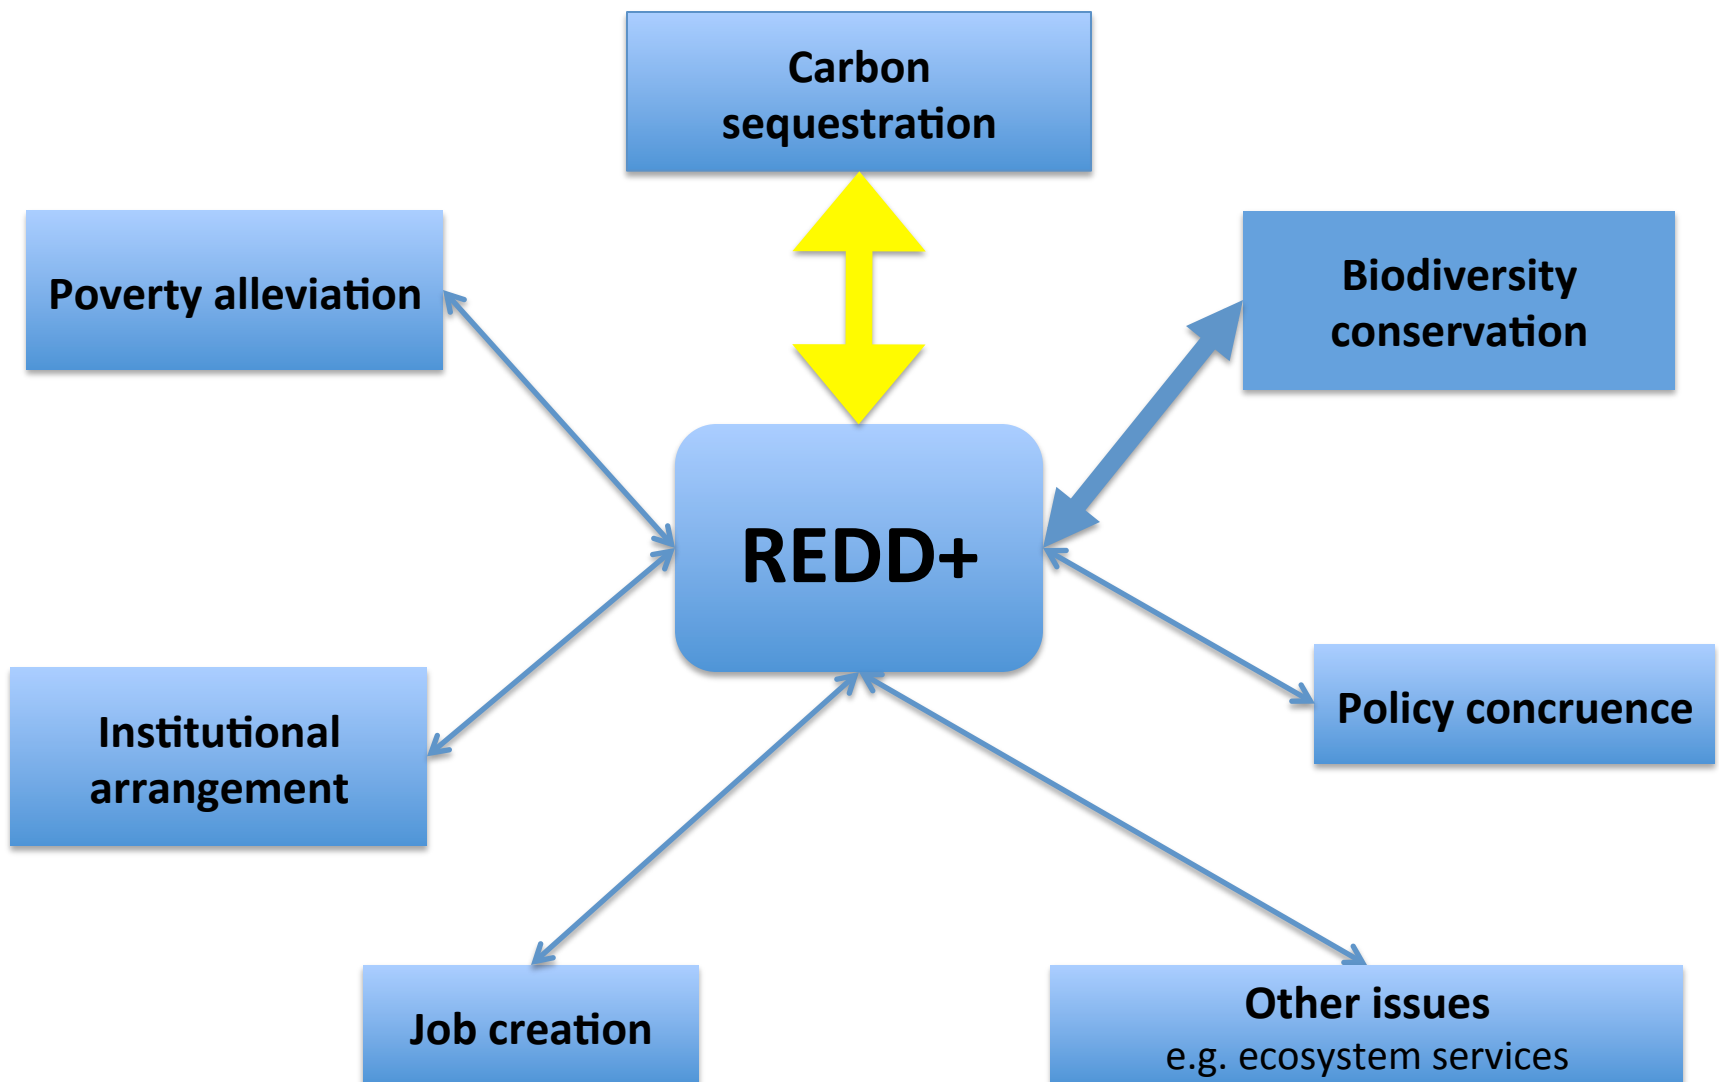 Carbon
sequestration
Poverty alleviation
Biodiversity
conservation
REDD+
Institutional
arrangement
Policy concruence
Job creation
Other issues
e.g. ecosystem services